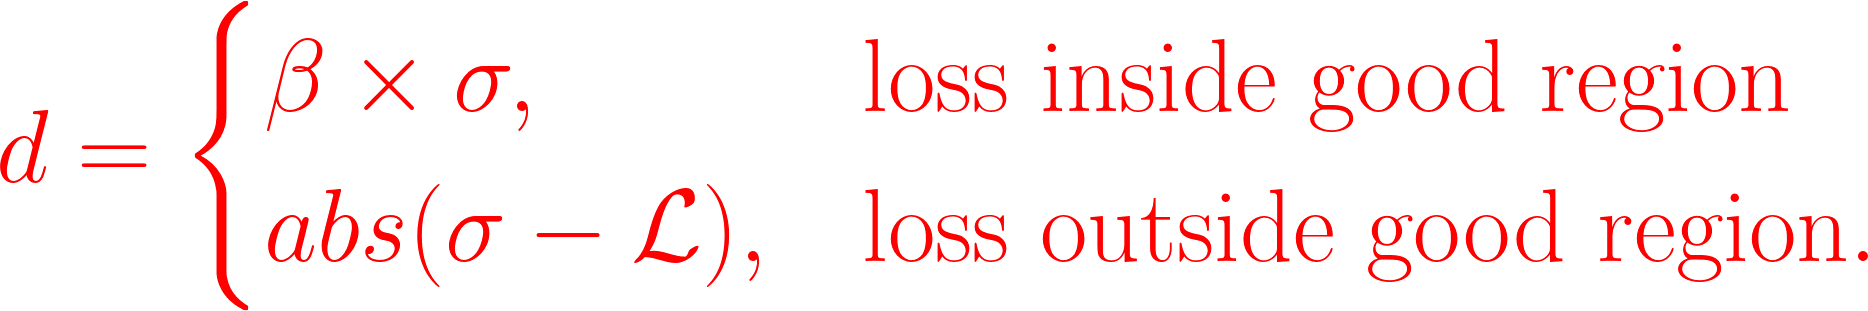 β × σ, loss inside good region
d =
abs(σ − ℒ), loss outside good region.